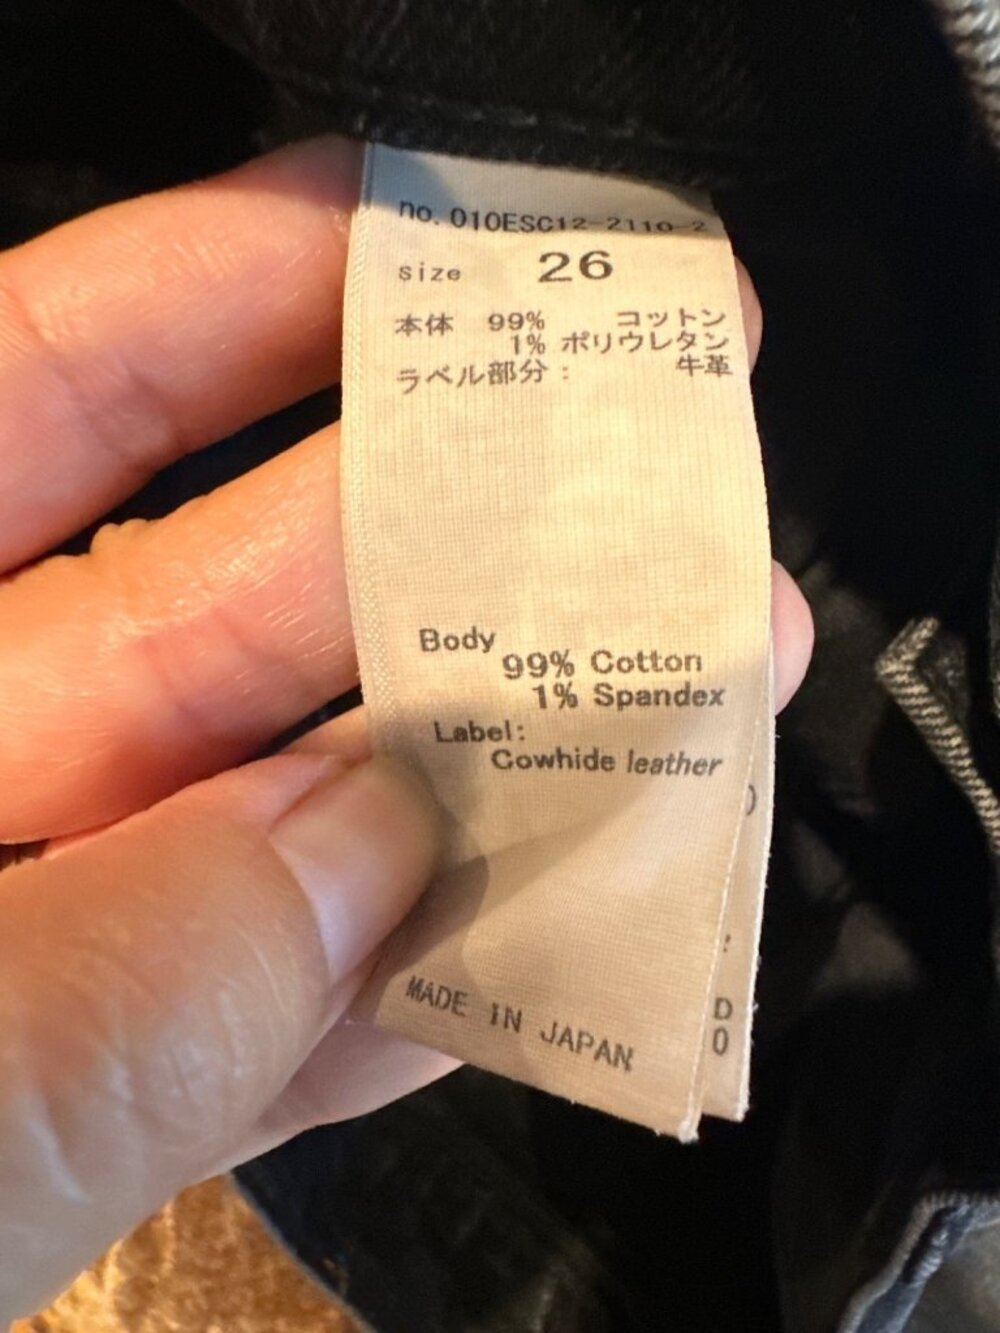 no. 010ESC12-2110-2
size 26
本体 99% コットン
1% ポリウレタン
ラベル部分: 牛革
Body
99% Cotton
1% Spandex
Label:
Cowhide leather
MADE IN JAPAN
D
0